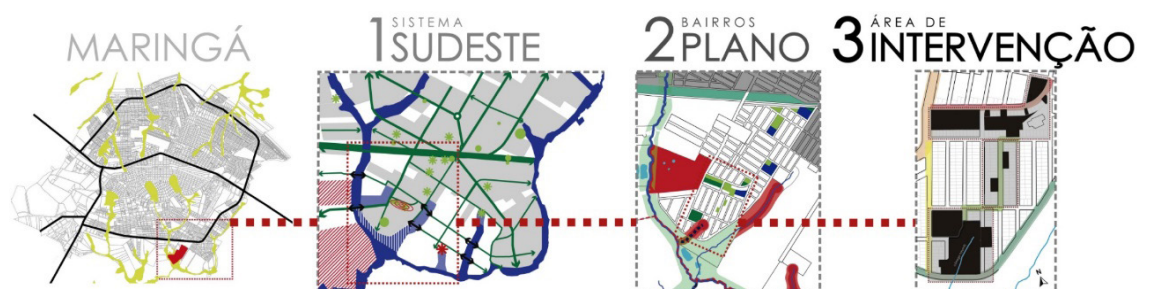 MARINGÁ
1 SISTEMA
SUDESTE
2 BAIRROS
PLANO
3 ÁREA DE
INTERVENÇÃO
N